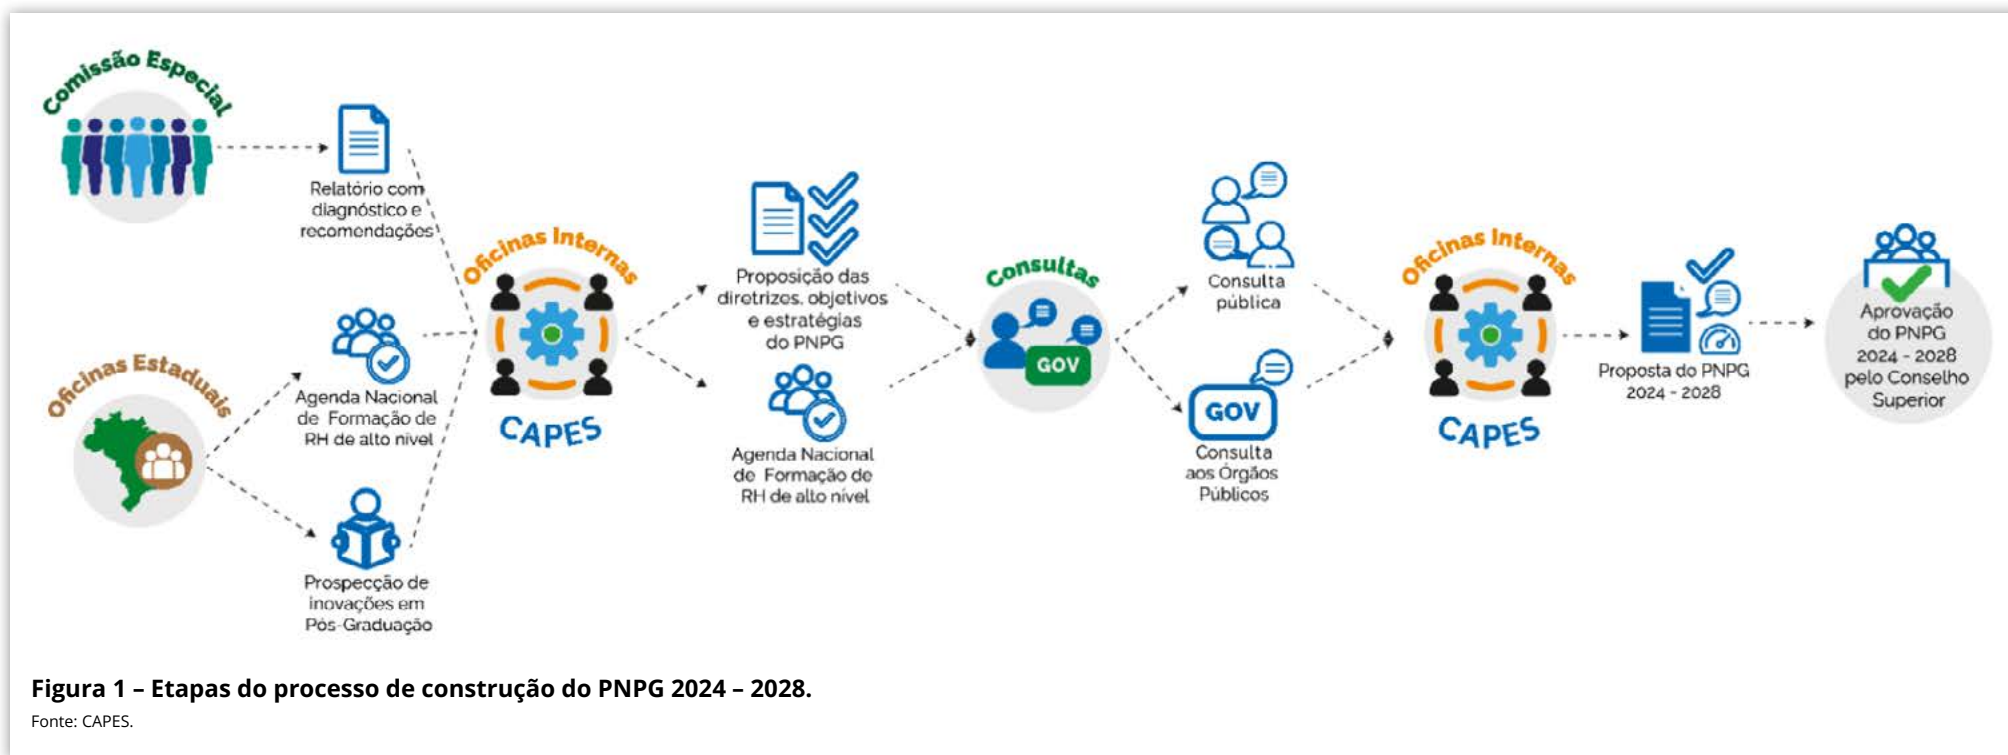 Comissão Especial
Relatório com
diagnóstico e
recomendações
Oficinas Estaduais
Agenda Nacional
de Formação de
RH de alto nível
Prospecção de
inovações em
Pós-Graduação
Oficinas Internas
CAPES
Proposição das
diretrizes, objetivos
e estratégias
do PNPG
Agenda Nacional
de Formação de
RH de alto nível
Consultas
GOV
Consulta
pública
GOV
Consulta
aos Órgãos
Públicos
Oficinas Internas
CAPES
Proposta do PNPG
2024 - 2028
Aprovação
do PNPG
2024 - 2028
pelo Conselho
Superior
Figura 1 – Etapas do processo de construção do PNPG 2024 – 2028.
Fonte: CAPES.